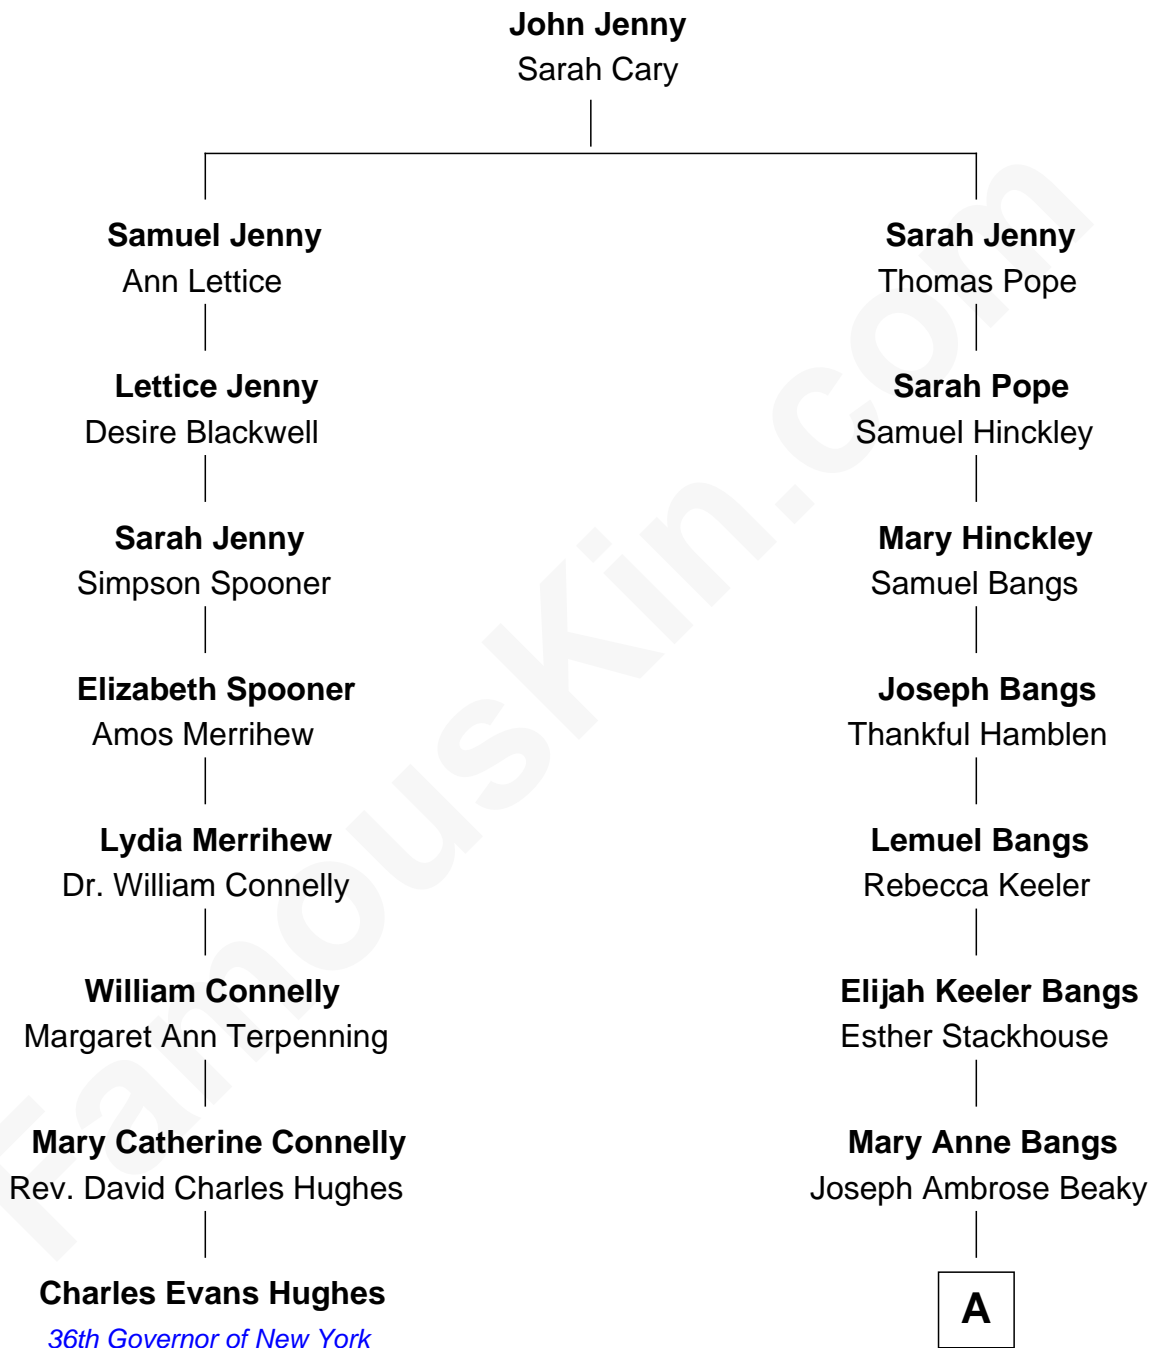 John Jenny
Sarah Cary
Samuel Jenny
Ann Lettice
Sarah Jenny
Thomas Pope
Lettice Jenny
Desire Blackwell
Sarah Pope
Samuel Hinckley
Sarah Jenny
Simpson Spooner
Mary Hinckley
Samuel Bangs
Elizabeth Spooner
Amos Merrihew
Joseph Bangs
Thankful Hamblen
Lydia Merrihew
Dr. William Connelly
Lemuel Bangs
Rebecca Keeler
William Connelly
Margaret Ann Terpenning
Elijah Keeler Bangs
Esther Stackhouse
Mary Catherine Connelly
Rev. David Charles Hughes
Mary Anne Bangs
Joseph Ambrose Beaky
Charles Evans Hughes
36th Governor of New York
A
FamousKin.com